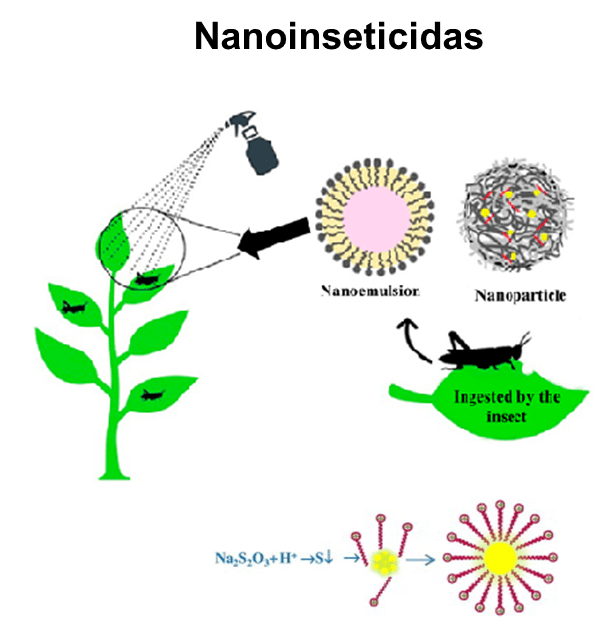 Nanoinseticidas
Nanoemulsion
Nanoparticle
Ingested by the
insect
Na₂S₂O₃+H⁺→S↓ → →